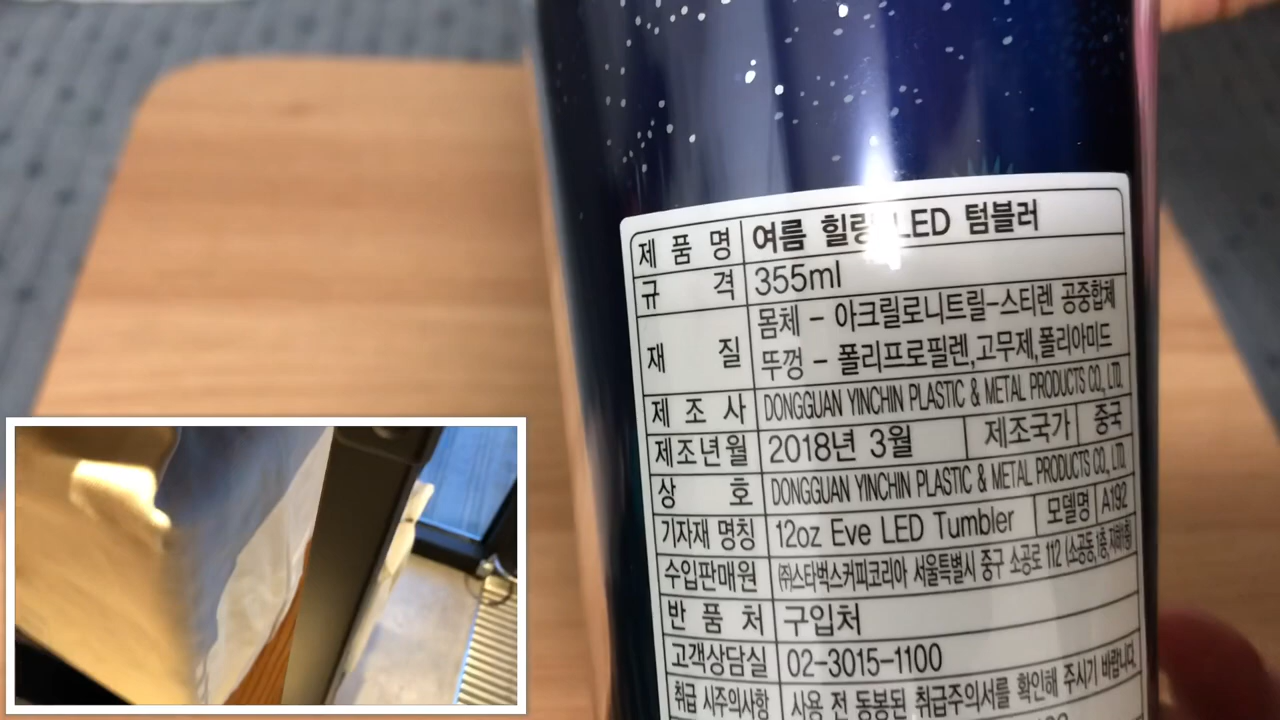 제품명 여름 힐링 LED 텀블러
규격 355ml
재질 몸체 - 아크릴로니트릴-스티렌 공중합체
뚜껑 - 폴리프로필렌,고무제,폴리아미드
제조사 DONGGUAN YINCHIN PLASTIC & METAL PRODUCTS CO., LTD.
제조년월 2018년 3월 제조국가 중국
상호 DONGGUAN YINCHIN PLASTIC & METAL PRODUCTS CO., LTD.
기자재 명칭 12oz Eve LED Tumbler 모델명 A192
수입판매원 ㈜스타벅스커피코리아 서울특별시 중구 소공로 112 (소공동,1층,지하1층)
반품처 구입처
고객상담실 02-3015-1100
취급 시주의사항 사용 전 동봉된 취급주의서를 확인해 주시기 바랍니다.